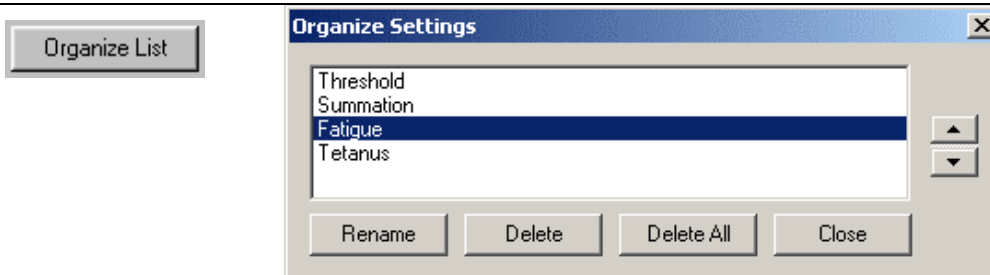 Organize List
Organize Settings
Threshold
Summation
Fatigue
Tetanus
Rename Delete Delete All Close